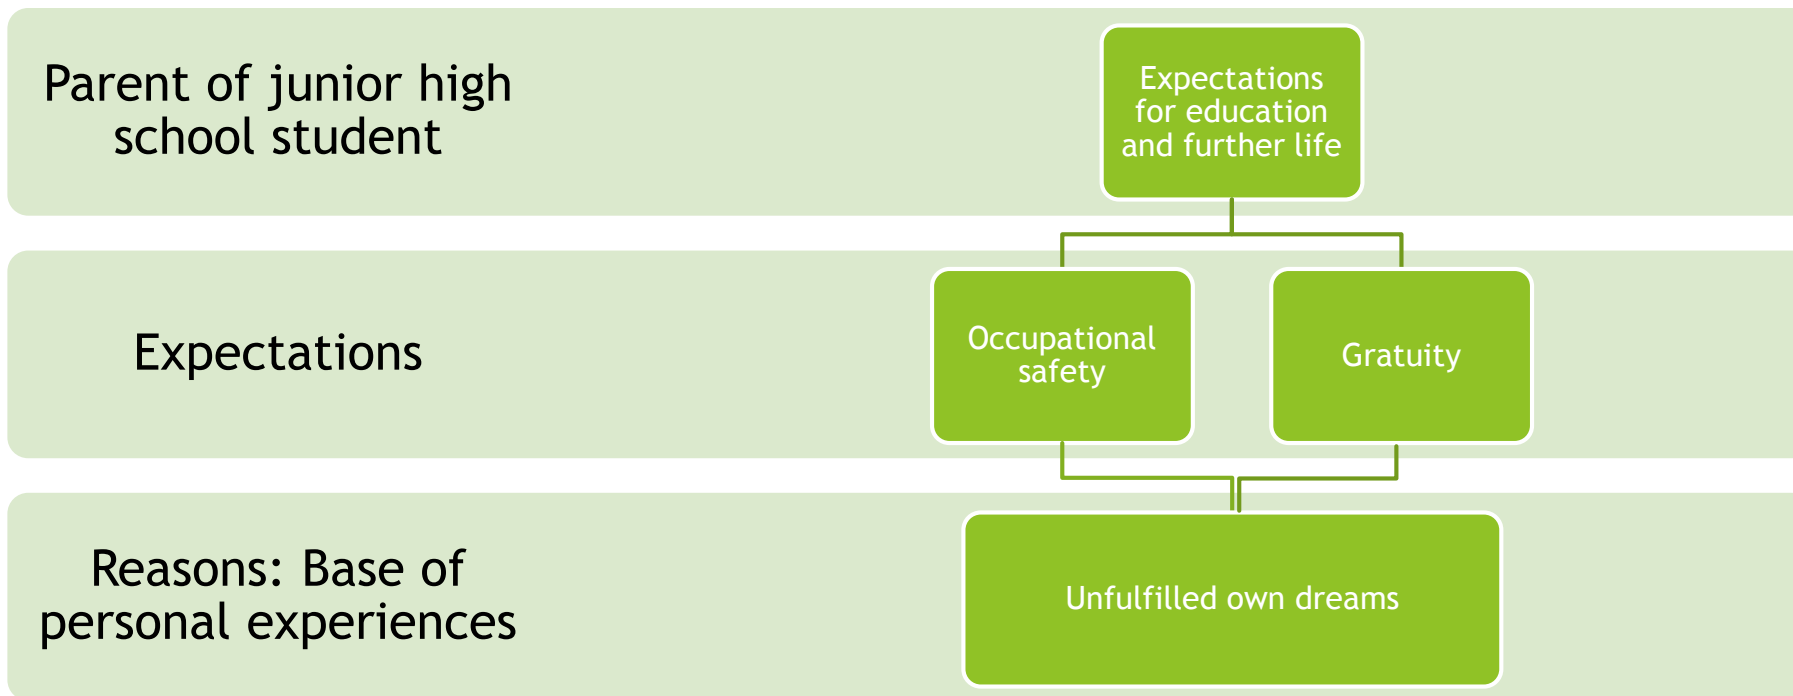 Parent of junior high
school student
Expectations
for education
and further life
Expectations
Occupational
safety
Gratuity
Reasons: Base of
personal experiences
Unfulfilled own dreams